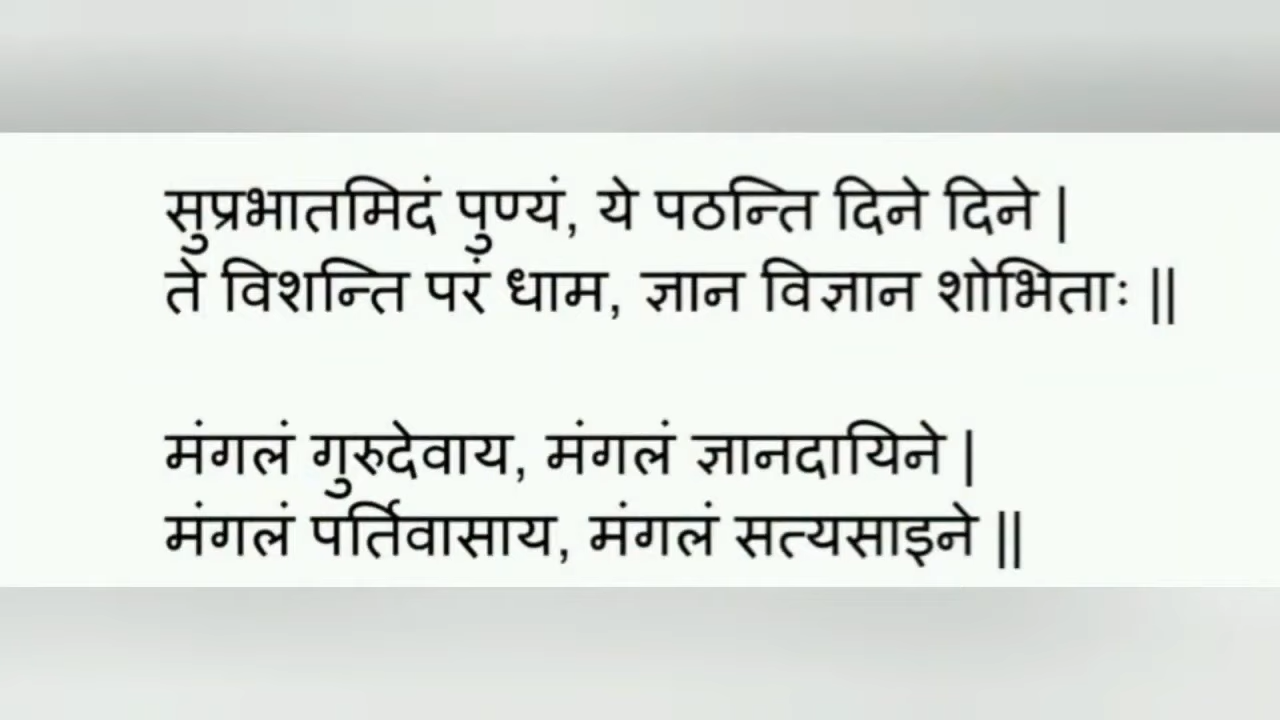 सुप्रभातमिदं पुण्यं, ये पठन्ति दिने दिने |
ते विशन्ति परं धाम, ज्ञान विज्ञान शोभिताः ||
मंगलं गुरुदेवाय, मंगलं ज्ञानदायिने |
मंगलं पर्तिवासाय, मंगलं सत्यसाइने ||